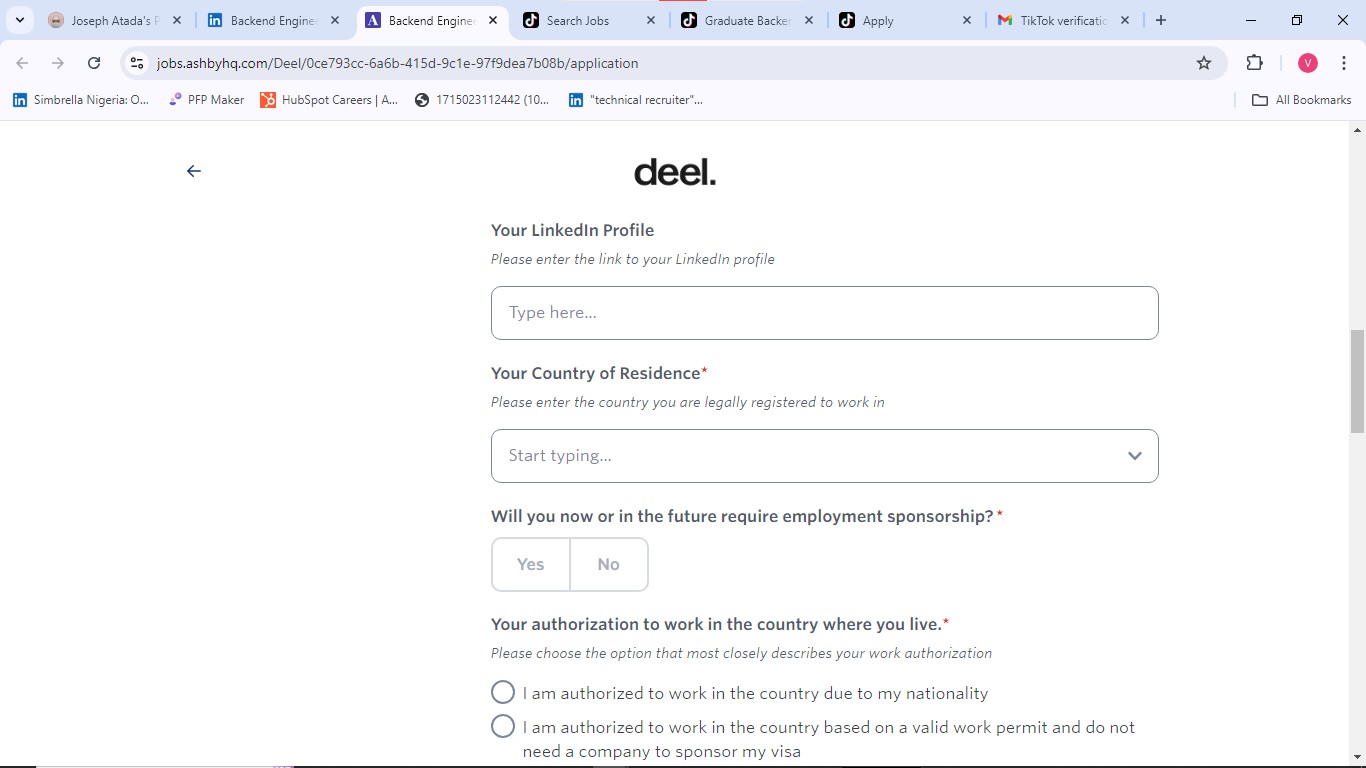 Joseph Atada's P
Backend Enginee
Backend Enginee
Search Jobs
Graduate Backen
Apply
TikTok verificatio
jobs.ashbyhq.com/Deel/0ce793cc-6a6b-415d-9c1e-97f9dea7b08b/application
V
Simbrella Nigeria: O...
PFP Maker
HubSpot Careers | A...
1715023112442 (10...
"technical recruiter"...
All Bookmarks
deel.
Your LinkedIn Profile
Please enter the link to your LinkedIn profile
Type here...
Your Country of Residence*
Please enter the country you are legally registered to work in
Start typing...
Will you now or in the future require employment sponsorship?*
Yes No
Your authorization to work in the country where you live.*
Please choose the option that most closely describes your work authorization
I am authorized to work in the country due to my nationality
I am authorized to work in the country based on a valid work permit and do not
need a company to sponsor my visa